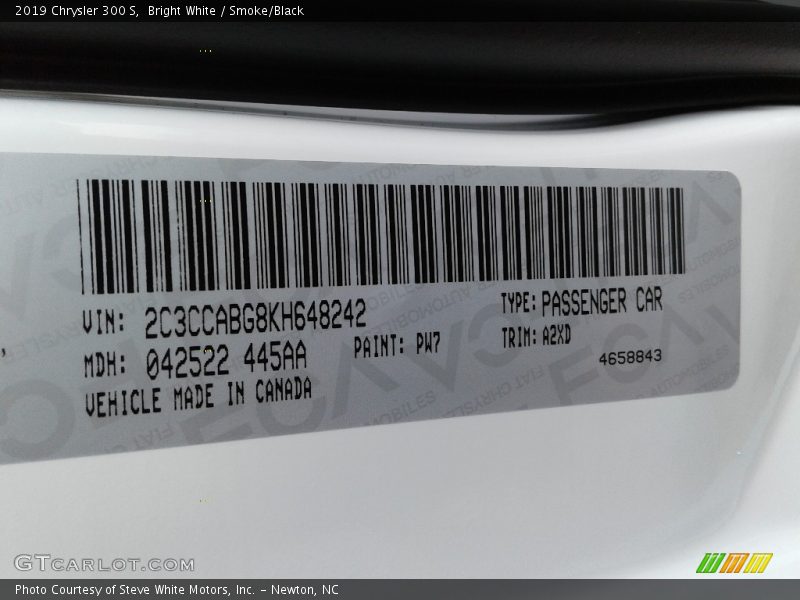 2019 Chrysler 300 S, Bright White / Smoke/Black
VIN: 2C3CCABG8KH648242
TYPE: PASSENGER CAR
MDH: 042522 445AA
PAINT: PW7
TRIM: A2XD
VEHICLE MADE IN CANADA
4658843
GTCARLOT.COM
Photo Courtesy of Steve White Motors, Inc. – Newton, NC